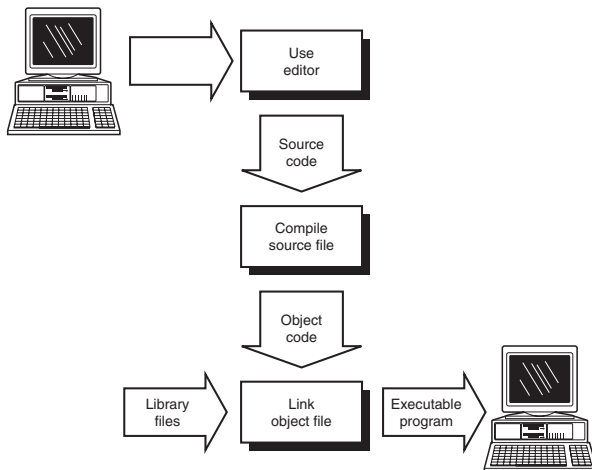 Use
editor
Source
code
Compile
source file
Object
code
Library
files
Link
object file
Executable
program